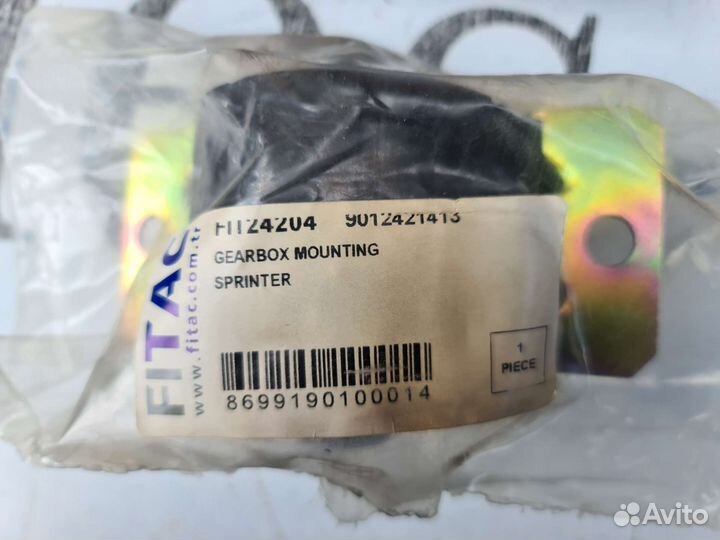 FITAC
www.fitac.com.tr
FIT24204 9012421413
GEARBOX MOUNTING
SPRINTER
1
PIECE
8699190100014
Avito